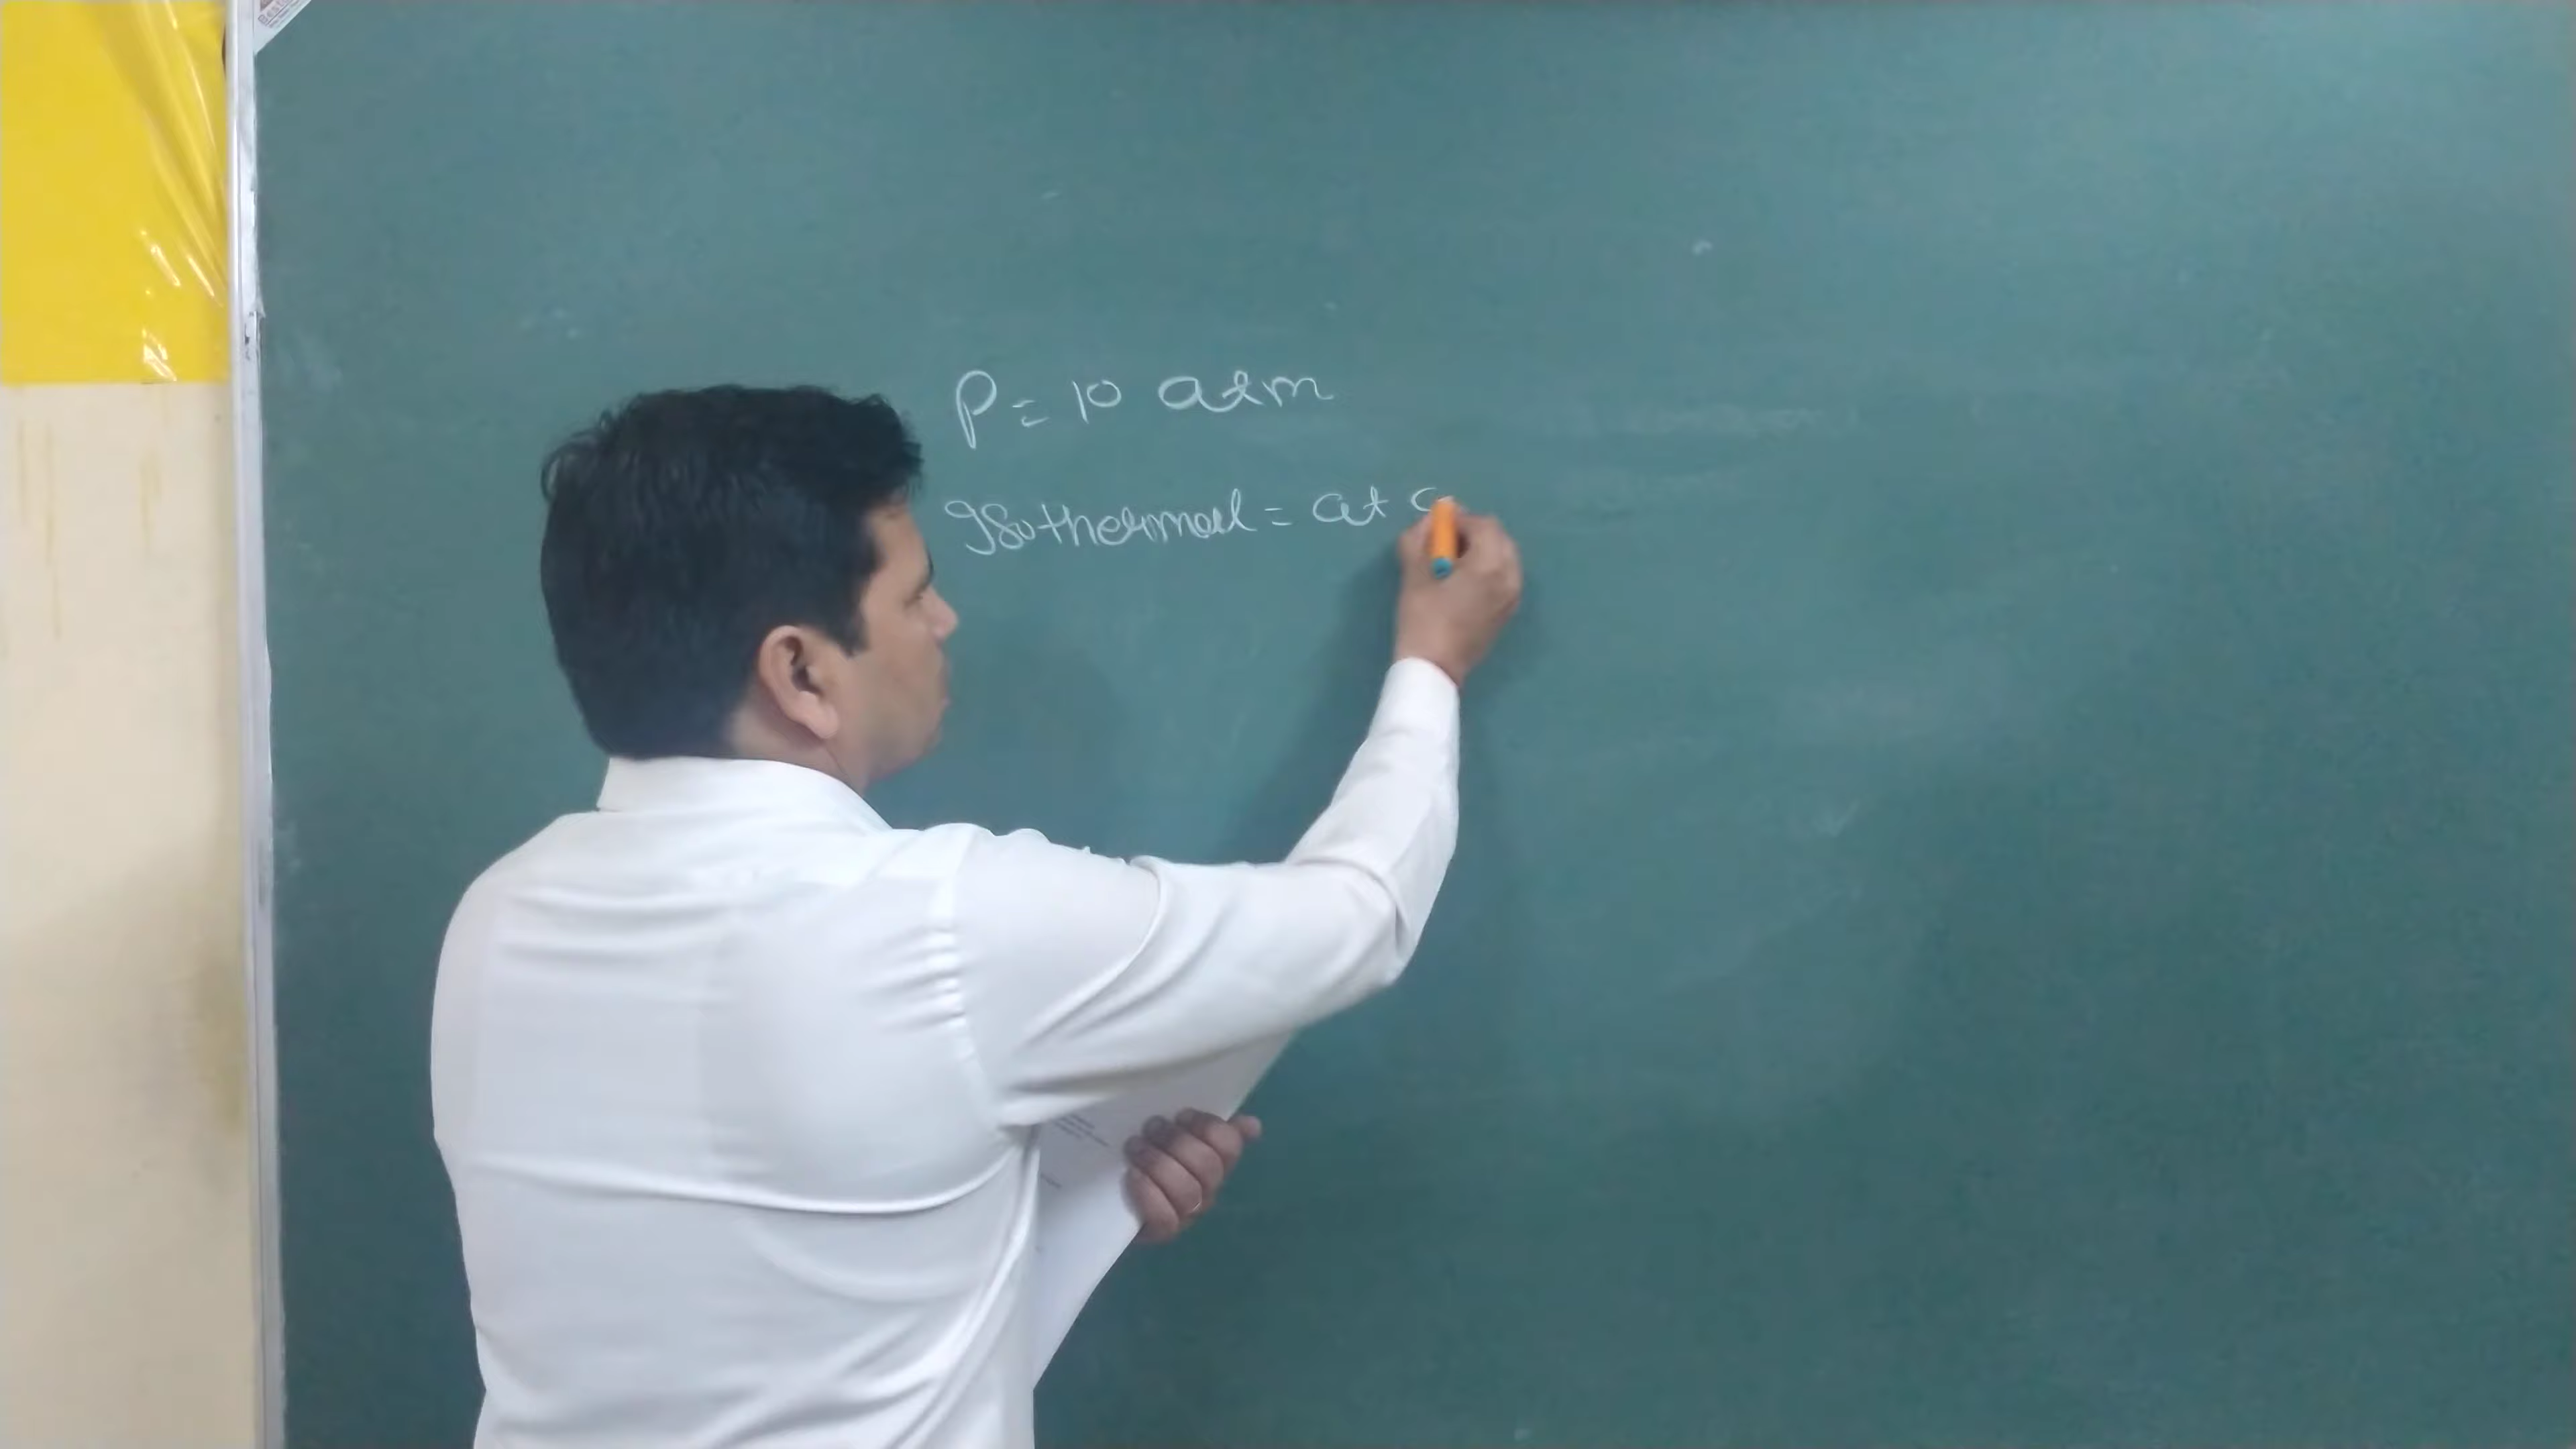 P = 10 atm
Isothermal = at c